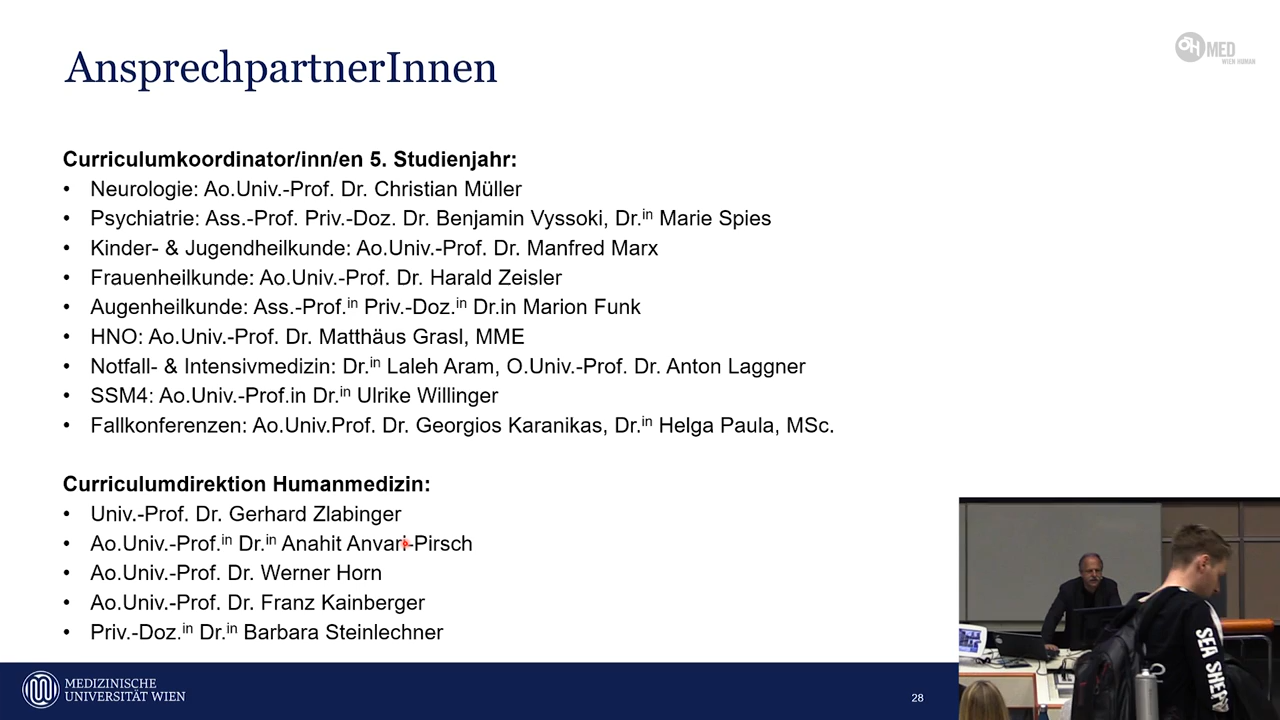 AnsprechpartnerInnen
ÖH MED
WIEN HUMAN
Curriculumkoordinator/inn/en 5. Studienjahr:
• Neurologie: Ao.Univ.-Prof. Dr. Christian Müller
• Psychiatrie: Ass.-Prof. Priv.-Doz. Dr. Benjamin Vyssoki, Dr.in Marie Spies
• Kinder- & Jugendheilkunde: Ao.Univ.-Prof. Dr. Manfred Marx
• Frauenheilkunde: Ao.Univ.-Prof. Dr. Harald Zeisler
• Augenheilkunde: Ass.-Prof.in Priv.-Doz.in Dr.in Marion Funk
• HNO: Ao.Univ.-Prof. Dr. Matthäus Grasl, MME
• Notfall- & Intensivmedizin: Dr.in Laleh Aram, O.Univ.-Prof. Dr. Anton Laggner
• SSM4: Ao.Univ.-Prof.in Dr.in Ulrike Willinger
• Fallkonferenzen: Ao.Univ.Prof. Dr. Georgios Karanikas, Dr.in Helga Paula, MSc.
Curriculumdirektion Humanmedizin:
• Univ.-Prof. Dr. Gerhard Zlabinger
• Ao.Univ.-Prof.in Dr.in Anahit Anvari-Pirsch
• Ao.Univ.-Prof. Dr. Werner Horn
• Ao.Univ.-Prof. Dr. Franz Kainberger
• Priv.-Doz.in Dr.in Barbara Steinlechner
MEDIZINISCHE
UNIVERSITÄT WIEN
28
SEA SHEP